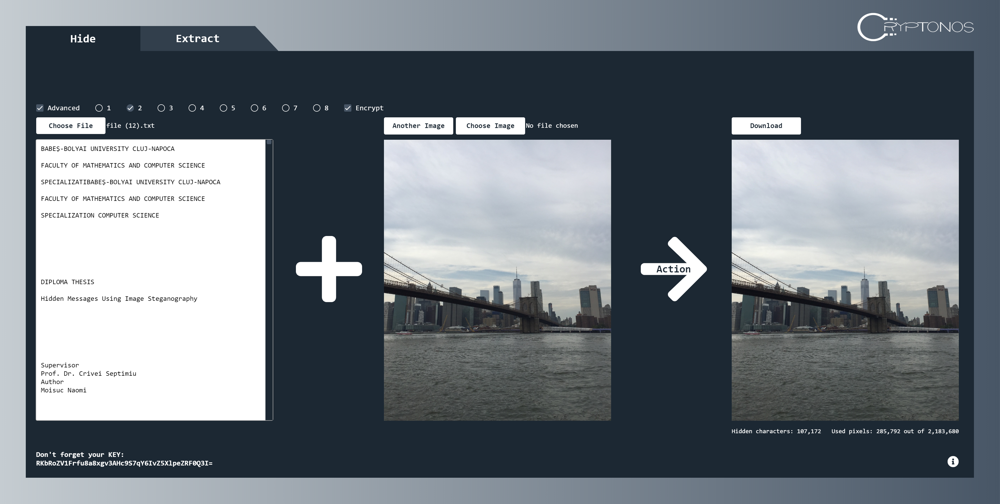 CRYPTONOS
Hide
Extract
Advanced 1 2 3 4 5 6 7 8 Encrypt
Choose File file (12).txt
Another Image Choose Image No file chosen
Download
BABEŞ-BOLYAI UNIVERSITY CLUJ-NAPOCA
FACULTY OF MATHEMATICS AND COMPUTER SCIENCE
SPECIALIZATIBABEŞ-BOLYAI UNIVERSITY CLUJ-NAPOCA
FACULTY OF MATHEMATICS AND COMPUTER SCIENCE
SPECIALIZATION COMPUTER SCIENCE
DIPLOMA THESIS
Hidden Messages Using Image Steganography
Supervisor
Prof. Dr. Crivei Septimiu
Author
Moisuc Naomi
Action
Hidden characters: 107,172 Used pixels: 285,792 out of 2,183,680
Don't forget your KEY:
RKbRoZV1Frfu8a8xgv3AHc9S7qY6IvZ5XlpeZRF0Q3I=